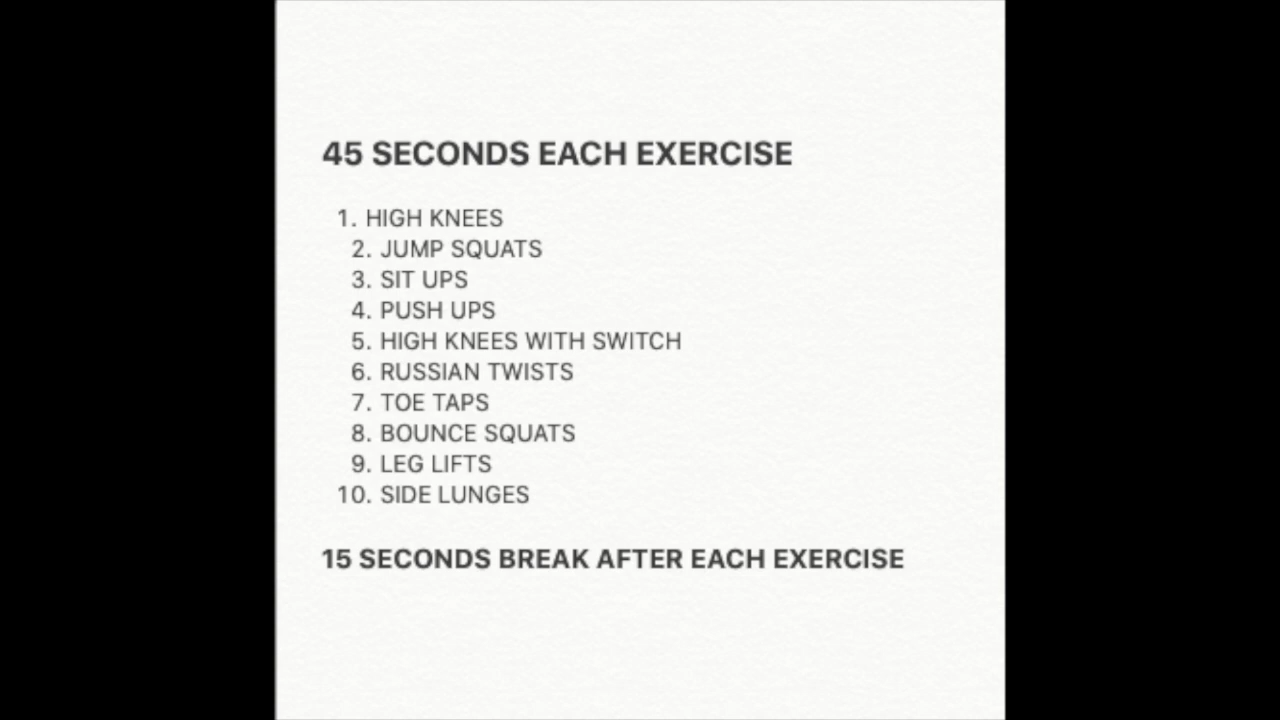 45 SECONDS EACH EXERCISE
1. HIGH KNEES
2. JUMP SQUATS
3. SIT UPS
4. PUSH UPS
5. HIGH KNEES WITH SWITCH
6. RUSSIAN TWISTS
7. TOE TAPS
8. BOUNCE SQUATS
9. LEG LIFTS
10. SIDE LUNGES
15 SECONDS BREAK AFTER EACH EXERCISE